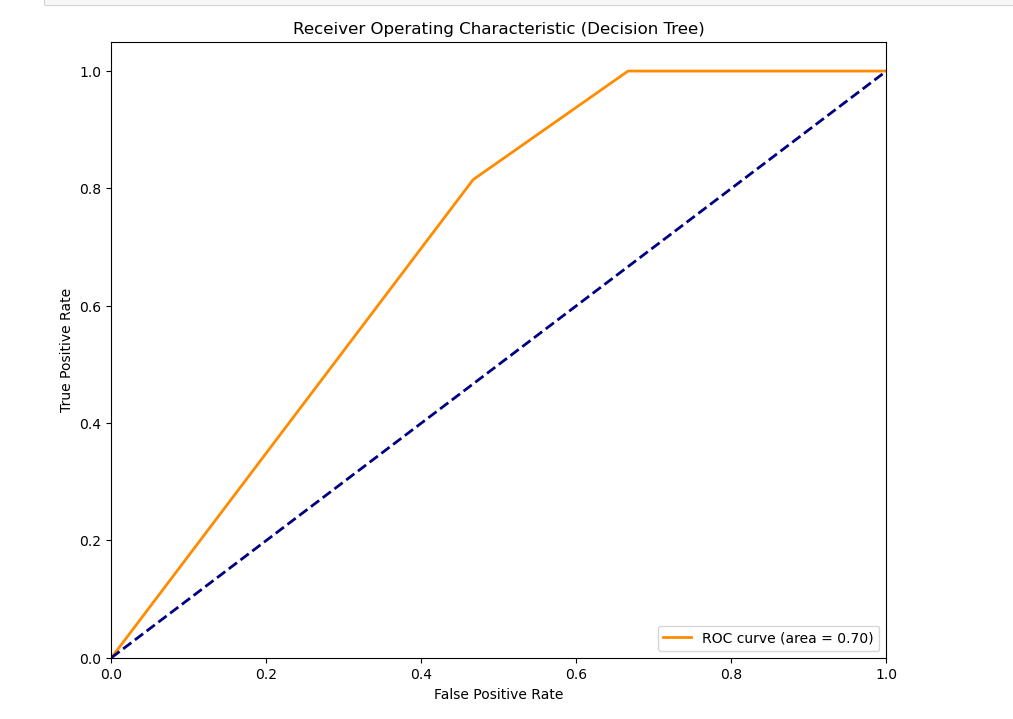 Receiver Operating Characteristic (Decision Tree)
1.0
0.8
0.6
0.4
0.2
0.0
True Positive Rate
ROC curve (area = 0.70)
0.0 0.2 0.4 0.6 0.8 1.0
False Positive Rate